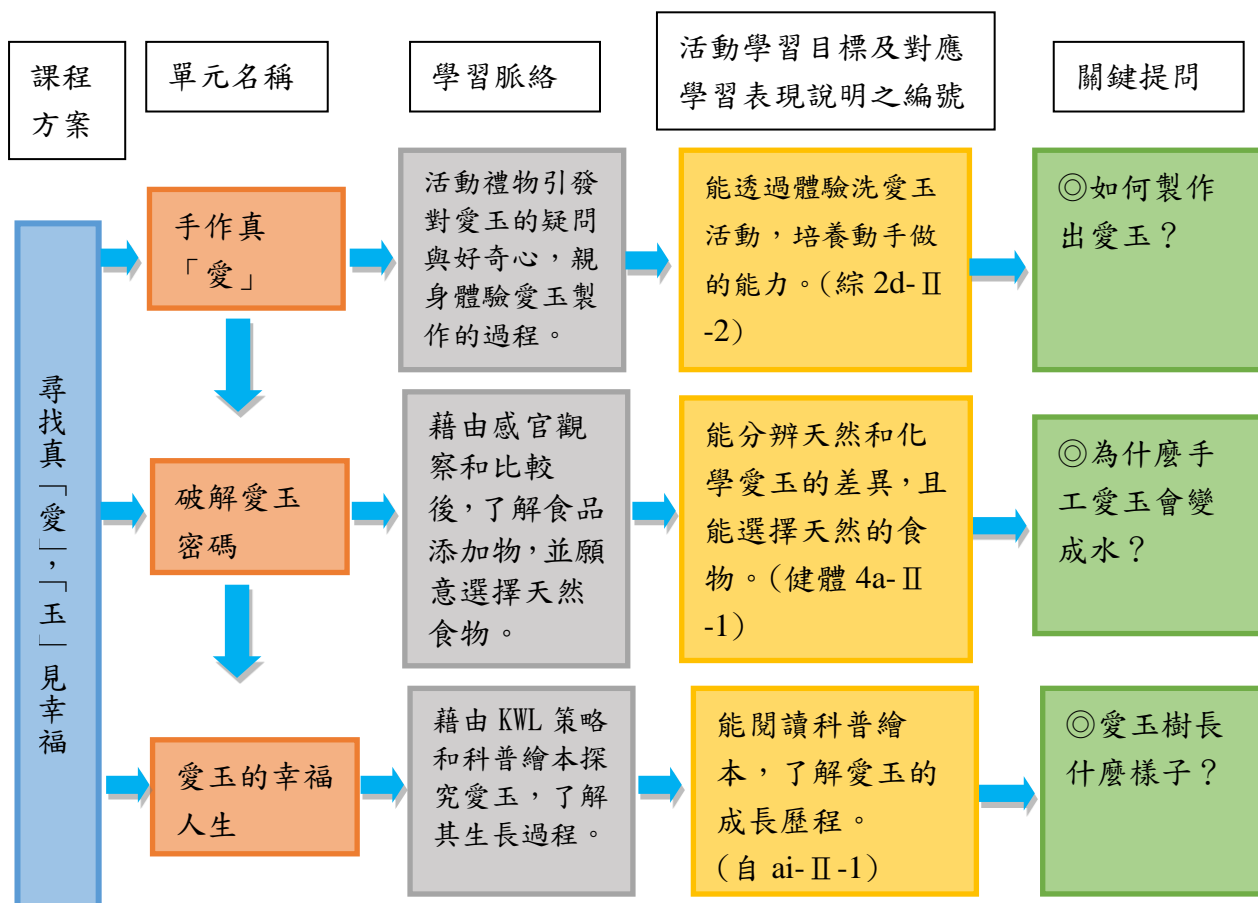 課程
方案
單元名稱
學習脈絡
活動學習目標及對應
學習表現說明之編號
關鍵提問
尋找真「愛」,「玉」見幸福
手作真
「愛」
活動禮物引發
對愛玉的疑問
與好奇心,親
身體驗愛玉製
作的過程。
能透過體驗洗愛玉
活動,培養動手做
的能力。(綜 2d-Ⅱ
-2)
◎如何製作
出愛玉?
破解愛玉
密碼
藉由感官觀
察和比較
後,了解食品
添加物,並願
意選擇天然
食物。
能分辨天然和化
學愛玉的差異,且
能選擇天然的食
物。(健體 4a-Ⅱ
-1)
◎為什麼手
工愛玉會變
成水?
愛玉的幸福
人生
藉由 KWL 策略
和科普繪本探
究愛玉,了解
其生長過程。
能閱讀科普繪
本,了解愛玉的
成長歷程。
(自 ai-Ⅱ-1)
◎愛玉樹長
什麼樣子?